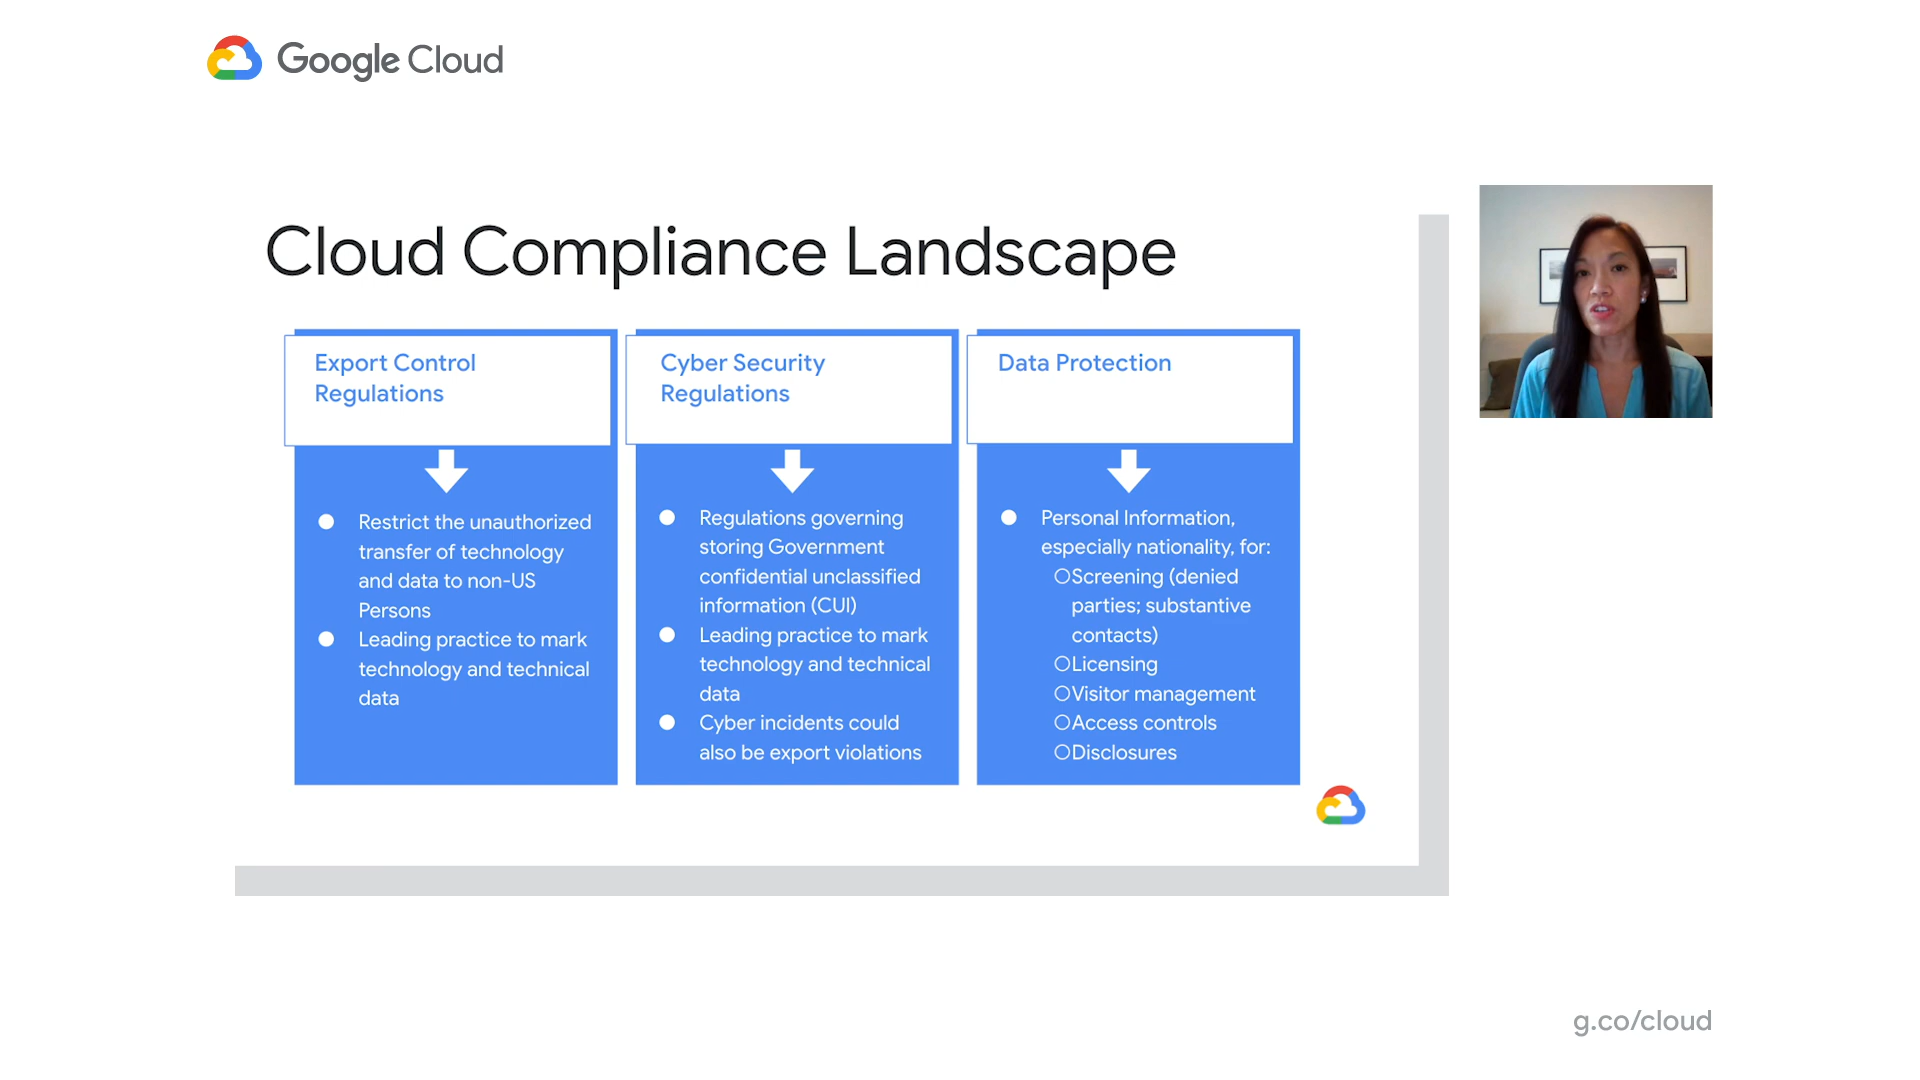 Google Cloud
Cloud Compliance Landscape
Export Control
Regulations
Restrict the unauthorized
transfer of technology
and data to non-US
Persons
Leading practice to mark
technology and technical
data
Cyber Security
Regulations
Regulations governing
storing Government
confidential unclassified
information (CUI)
Leading practice to mark
technology and technical
data
Cyber incidents could
also be export violations
Data Protection
Personal Information,
especially nationality, for:
Screening (denied
parties; substantive
contacts)
Licensing
Visitor management
Access controls
Disclosures
g.co/cloud